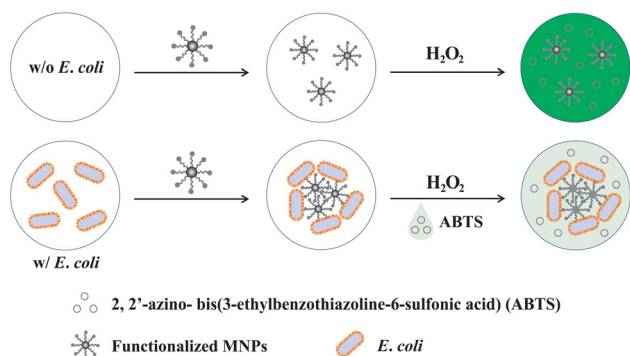 w/o E. coli
H₂O₂
H₂O₂
ABTS
w/ E. coli
2, 2'-azino- bis(3-ethylbenzothiazoline-6-sulfonic acid) (ABTS)
Functionalized MNPs
E. coli